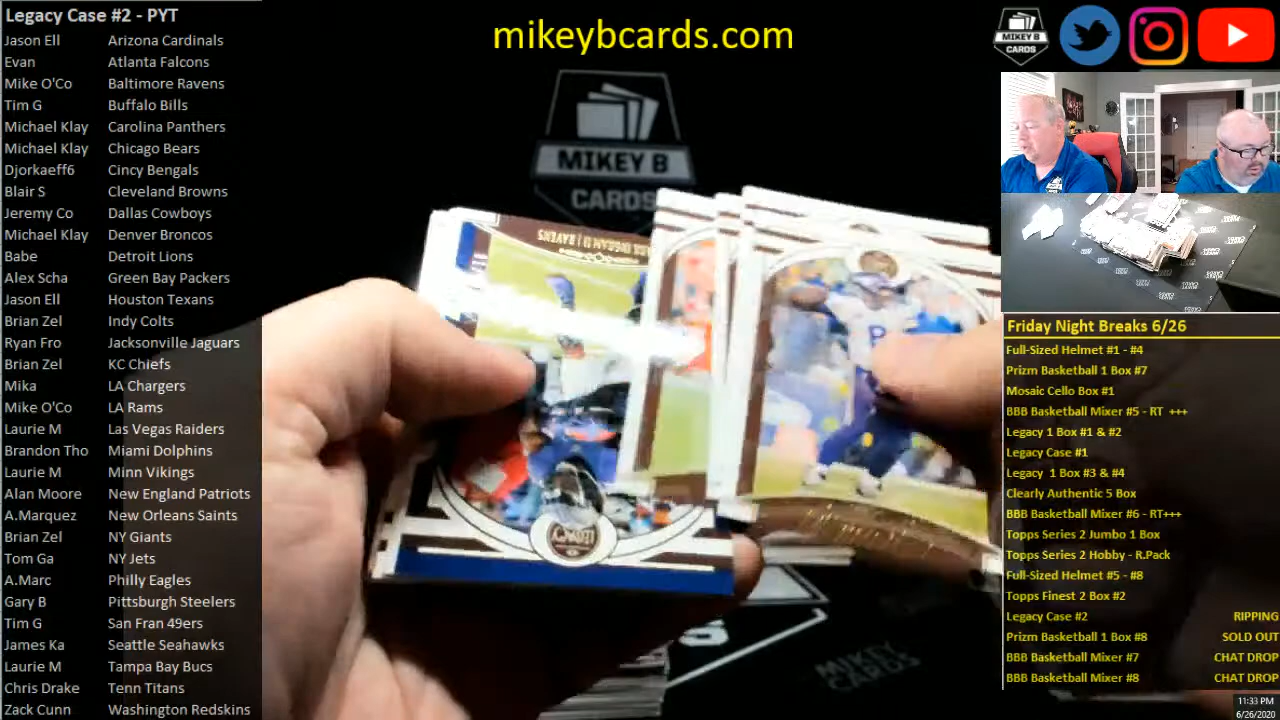 Legacy Case #2 - PYT
Jason Ell Arizona Cardinals
Evan Atlanta Falcons
Mike O'Co Baltimore Ravens
Tim G Buffalo Bills
Michael Klay Carolina Panthers
Michael Klay Chicago Bears
Djorkaeff6 Cincy Bengals
Blair S Cleveland Browns
Jeremy Co Dallas Cowboys
Michael Klay Denver Broncos
Babe Detroit Lions
Alex Scha Green Bay Packers
Jason Ell Houston Texans
Brian Zel Indy Colts
Ryan Fro Jacksonville Jaguars
Brian Zel KC Chiefs
Mika LA Chargers
Mike O'Co LA Rams
Laurie M Las Vegas Raiders
Brandon Tho Miami Dolphins
Laurie M Minn Vikings
Alan Moore New England Patriots
A.Marquez New Orleans Saints
Brian Zel NY Giants
Tom Ga NY Jets
A.Marc Philly Eagles
Gary B Pittsburgh Steelers
Tim G San Fran 49ers
James Ka Seattle Seahawks
Laurie M Tampa Bay Bucs
Chris Drake Tenn Titans
Zack Cunn Washington Redskins
mikeybcards.com
MIKEY B
CARDS
MIKEY B
CARDS
MIKEY
CARDS
Friday Night Breaks 6/26
Full-Sized Helmet #1 - #4
Prizm Basketball 1 Box #7
Mosaic Cello Box #1
BBB Basketball Mixer #5 - RT +++
Legacy 1 Box #1 & #2
Legacy Case #1
Legacy 1 Box #3 & #4
Clearly Authentic 5 Box
BBB Basketball Mixer #6 - RT+++
Topps Series 2 Jumbo 1 Box
Topps Series 2 Hobby - R.Pack
Full-Sized Helmet #5 - #8
Topps Finest 2 Box #2
Legacy Case #2 RIPPING
Prizm Basketball 1 Box #8 SOLD OUT
BBB Basketball Mixer #7 CHAT DROP
BBB Basketball Mixer #8 CHAT DROP
11:33 PM
6/26/2020